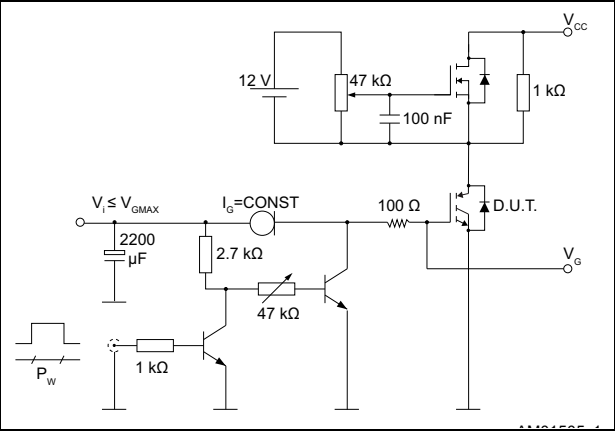 V_CC
12 V
47 kΩ
1 kΩ
100 nF
V_i ≤ V_GMAX
I_G=CONST
100 Ω
D.U.T.
2200
µF
2.7 kΩ
V_G
47 kΩ
1 kΩ
P_W